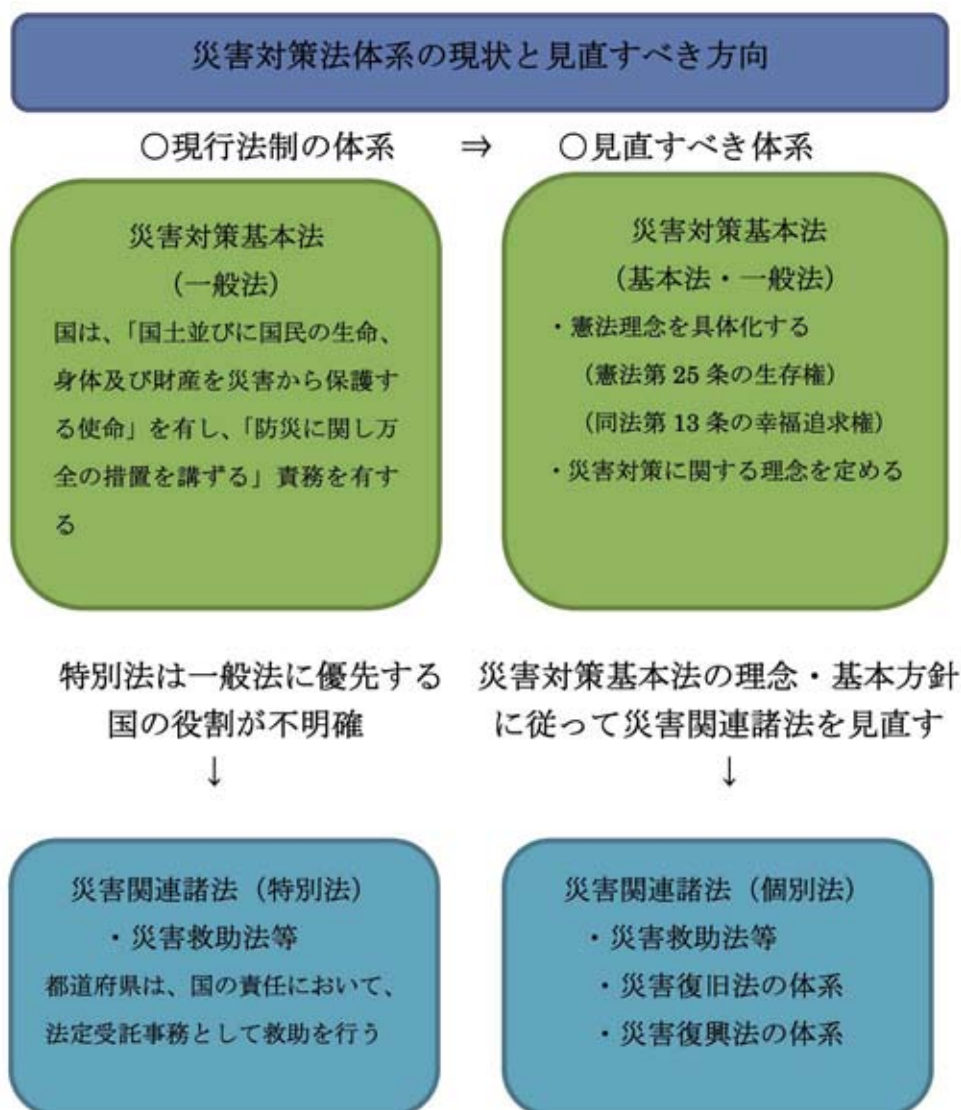 災害対策法体系の現状と見直すべき方向
〇現行法制の体系 ⇒ 〇見直すべき体系
災害対策基本法
（一般法）
国は、「国土並びに国民の生命、
身体及び財産を災害から保護す
る使命」を有し、「防災に関し万
全の措置を講ずる」責務を有す
る
災害対策基本法
（基本法・一般法）
・憲法理念を具体化する
（憲法第 25 条の生存権）
（同法第 13 条の幸福追求権）
・災害対策に関する理念を定める
特別法は一般法に優先する
国の役割が不明確
↓
災害対策基本法の理念・基本方針
に従って災害関連諸法を見直す
↓
災害関連諸法（特別法）
・災害救助法等
都道府県は、国の責任において、
法定受託事務として救助を行う
災害関連諸法（個別法）
・災害救助法等
・災害復旧法の体系
・災害復興法の体系